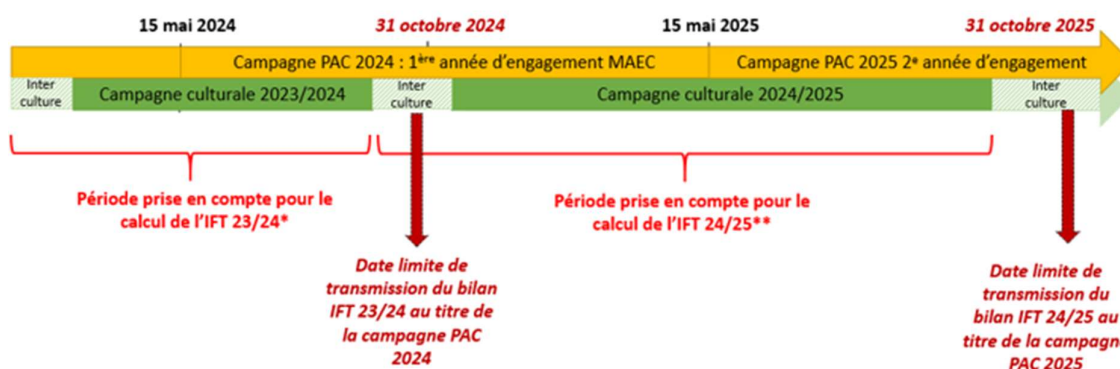 15 mai 2024
31 octobre 2024
15 mai 2025
31 octobre 2025
Campagne PAC 2024 : 1ère année d'engagement MAEC
Campagne PAC 2025 2e année d'engagement
Inter
culture
Campagne culturale 2023/2024
Inter
culture
Campagne culturale 2024/2025
Inter
culture
Période prise en compte pour le
calcul de l'IFT 23/24*
Période prise en compte pour le
calcul de l'IFT 24/25**
Date limite de
transmission du bilan
IFT 23/24 au titre de
la campagne PAC
2024
Date limite de
transmission du
bilan IFT 24/25 au
titre de la campagne
PAC 2025